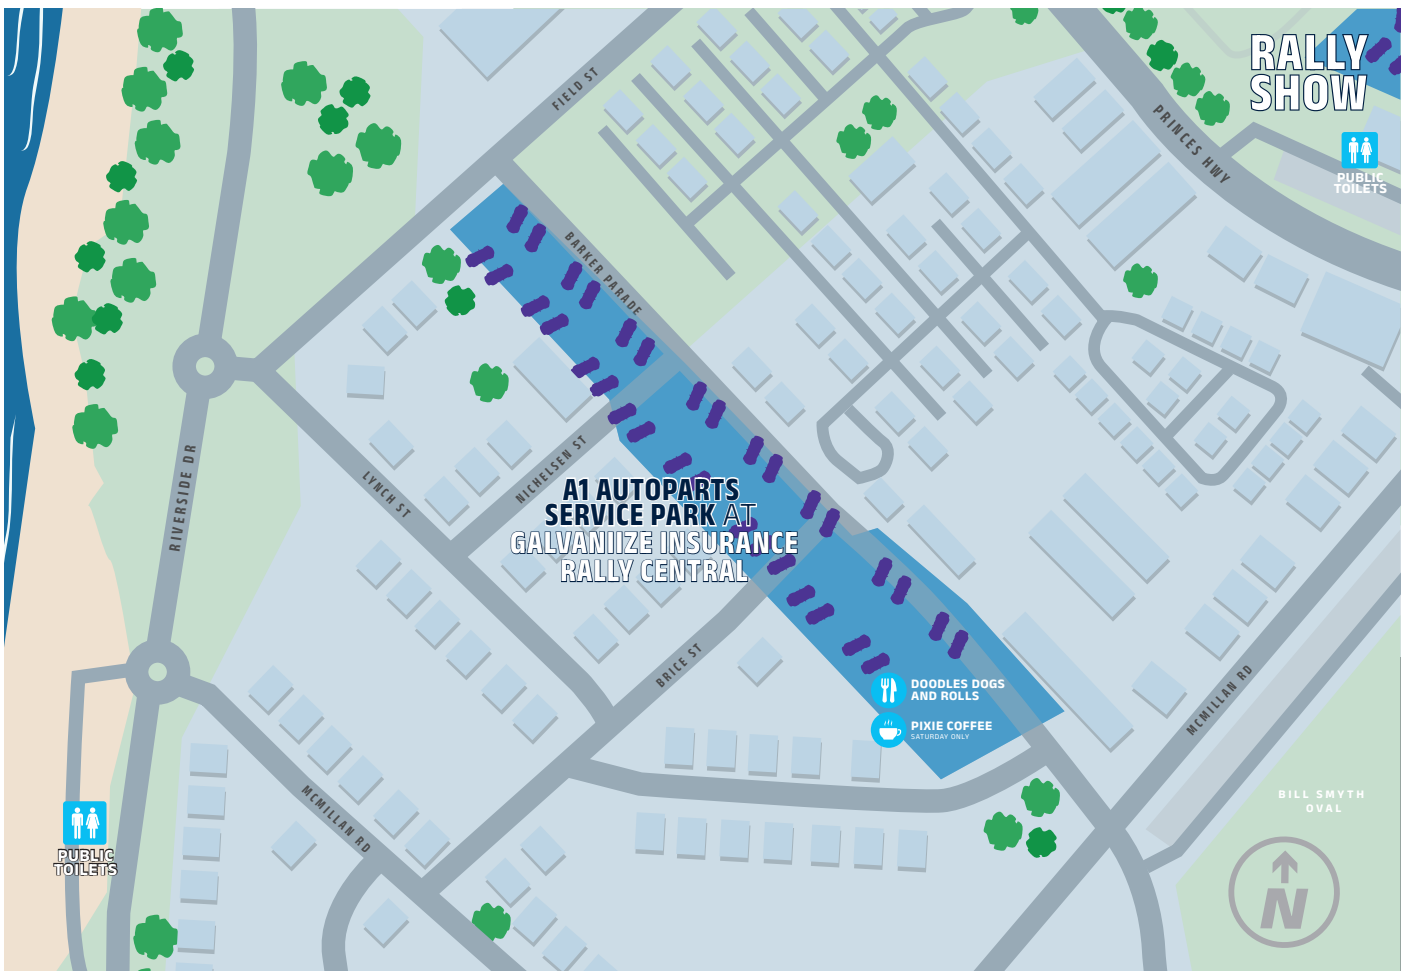 FIELD ST
RALLY
SHOW
PRINCES HWY
PUBLIC
TOILETS
BARKER PARADE
RIVERSIDE DR
LYNCH ST
NICHELSEN ST
A1 AUTOPARTS
SERVICE PARK AT
GALVANIIZE INSURANCE
RALLY CENTRAL
BRICE ST
DOODLES DOGS
AND ROLLS
PIXIE COFFEE
SATURDAY ONLY
MCMILLAN RD
MCMILLAN RD
PUBLIC
TOILETS
BILL SMYTH
OVAL
N